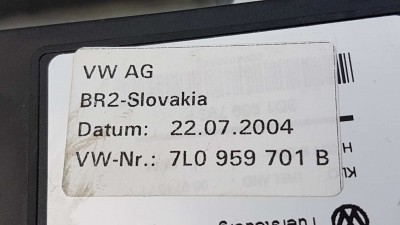 VW AG
BR2-Slovakia
Datum: 22.07.2004
VW-Nr.: 7L0 959 701 B